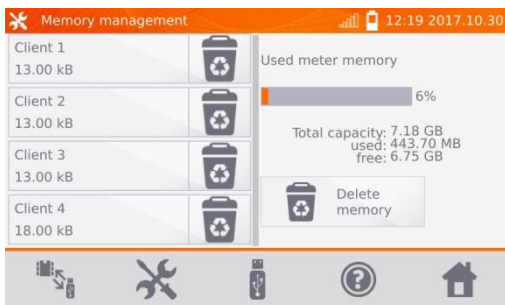 Memory management
12:19 2017.10.30
Client 1
13.00 kB
Client 2
13.00 kB
Client 3
13.00 kB
Client 4
18.00 kB
Used meter memory
6%
Total capacity: 7.18 GB
used: 443.70 MB
free: 6.75 GB
Delete
memory
?